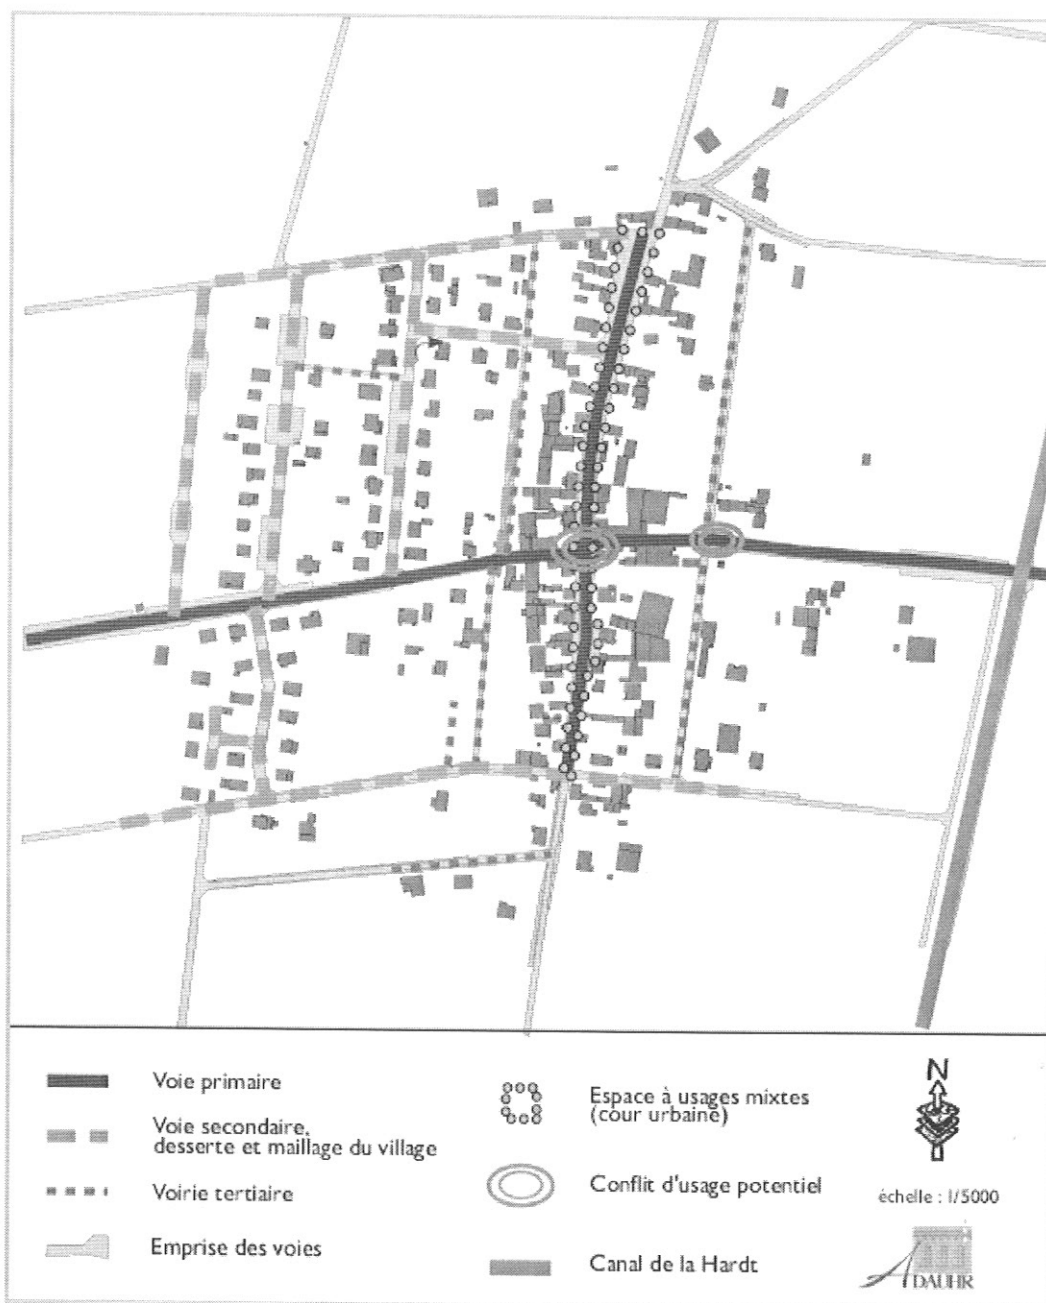 Voie primaire
Voie secondaire,
desserte et maillage du village
Voirie tertiaire
Emprise des voies
Espace à usages mixtes
(cour urbaine)
Conflit d'usage potentiel
Canal de la Hardt
N
échelle : 1/5000
ADAUHR